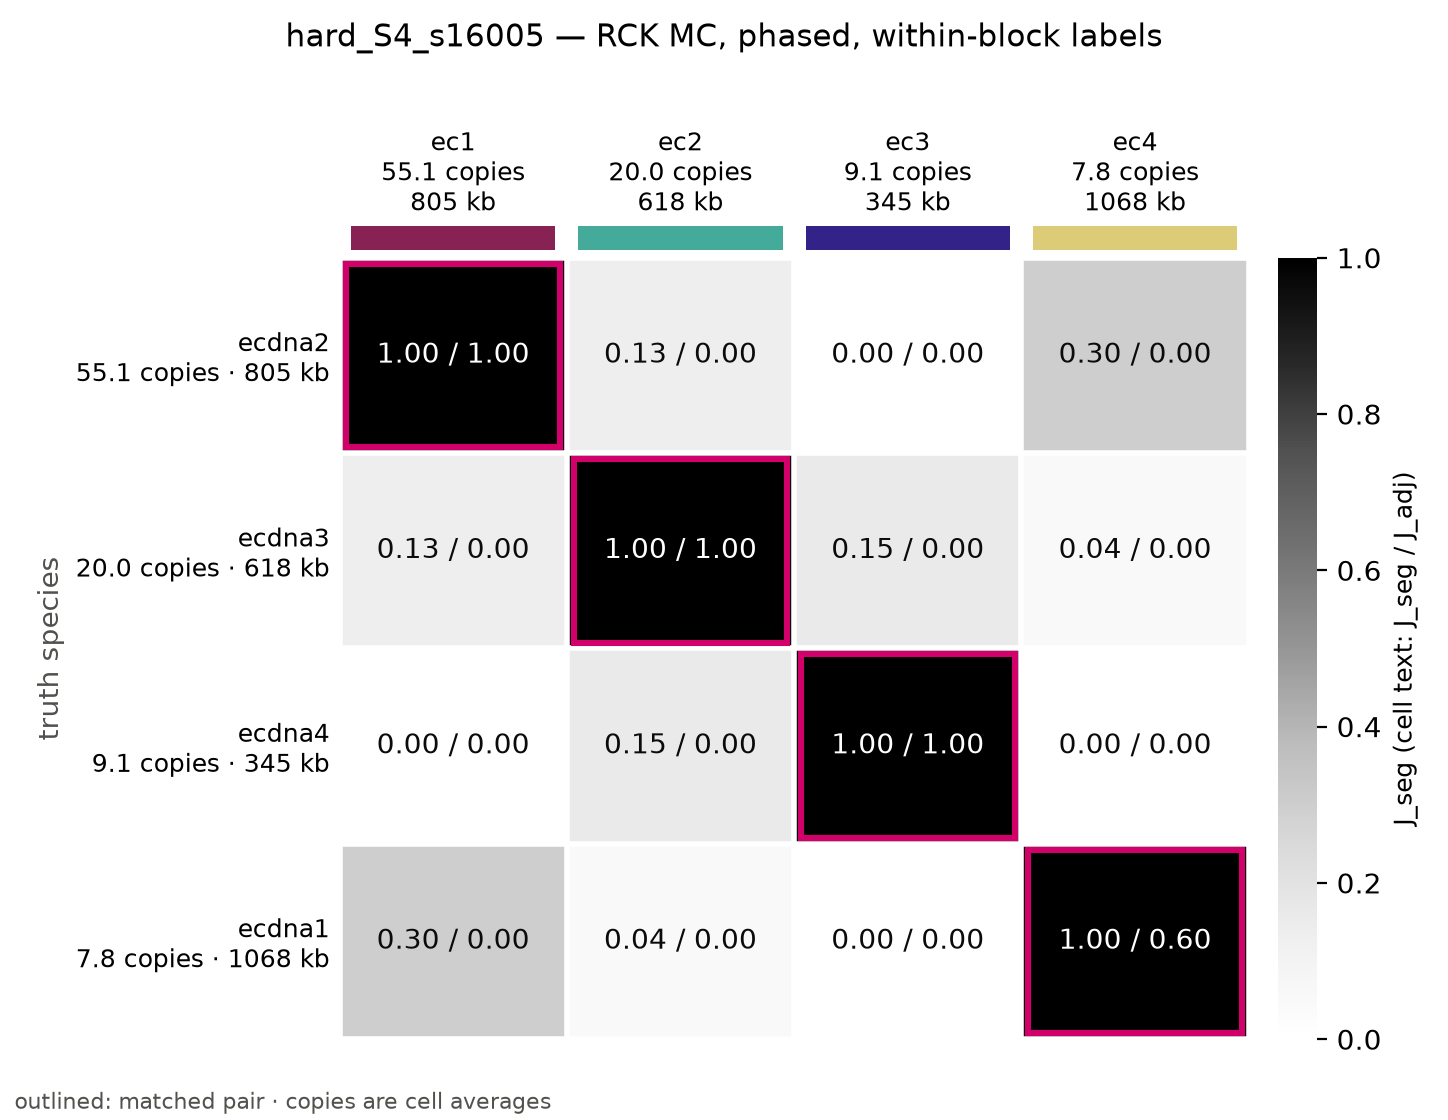 hard_S4_s16005 — RCK MC, phased, within-block labels
ec1
55.1 copies
805 kb
ec2
20.0 copies
618 kb
ec3
9.1 copies
345 kb
ec4
7.8 copies
1068 kb
truth species
ecdna2
55.1 copies · 805 kb
1.00 / 1.00
0.13 / 0.00
0.00 / 0.00
0.30 / 0.00
ecdna3
20.0 copies · 618 kb
0.13 / 0.00
1.00 / 1.00
0.15 / 0.00
0.04 / 0.00
ecdna4
9.1 copies · 345 kb
0.00 / 0.00
0.15 / 0.00
1.00 / 1.00
0.00 / 0.00
ecdna1
7.8 copies · 1068 kb
0.30 / 0.00
0.04 / 0.00
0.00 / 0.00
1.00 / 0.60
1.0
0.8
0.6
0.4
0.2
0.0
J_seg (cell text: J_seg / J_adj)
outlined: matched pair · copies are cell averages